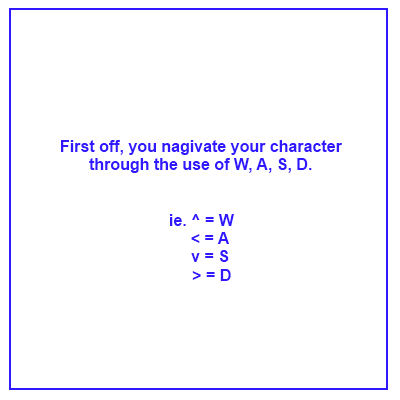 First off, you nagivate your character
through the use of W, A, S, D.
ie. ^ = W
< = A
v = S
> = D